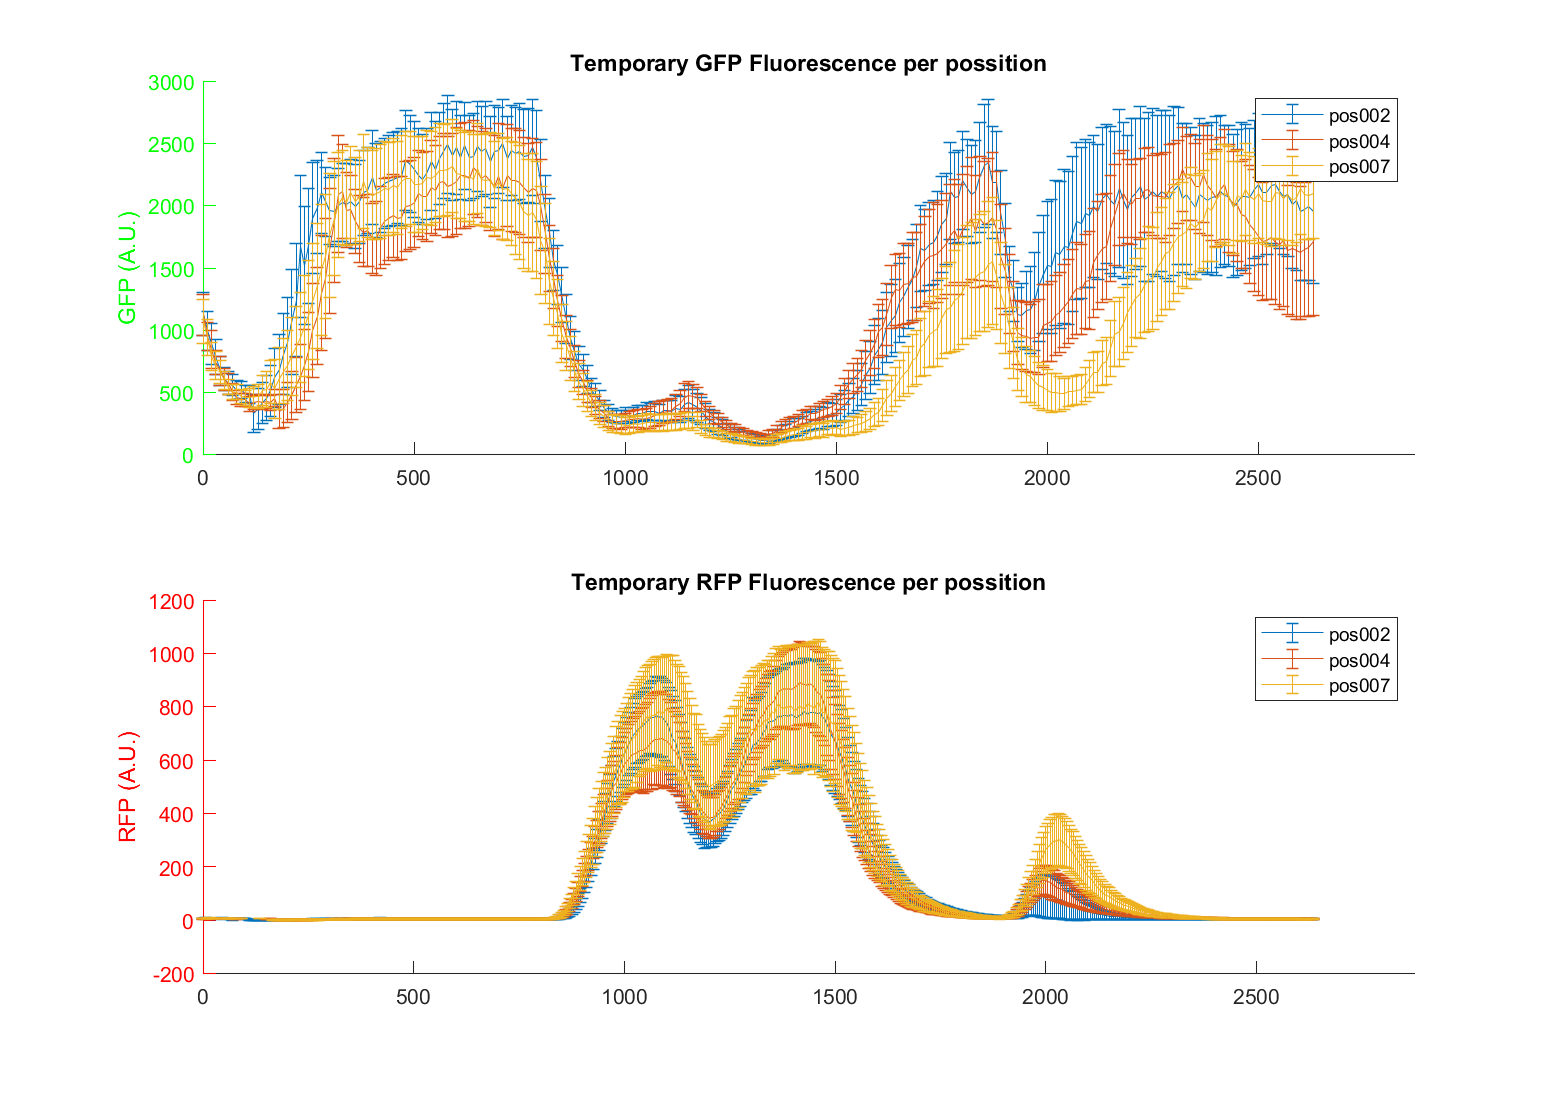 Temporary GFP Fluorescence per possition
3000
2500
2000
1500
1000
500
0
GFP (A.U.)
0 500 1000 1500 2000 2500
pos002
pos004
pos007
Temporary RFP Fluorescence per possition
1200
1000
800
600
400
200
0
-200
RFP (A.U.)
0 500 1000 1500 2000 2500
pos002
pos004
pos007